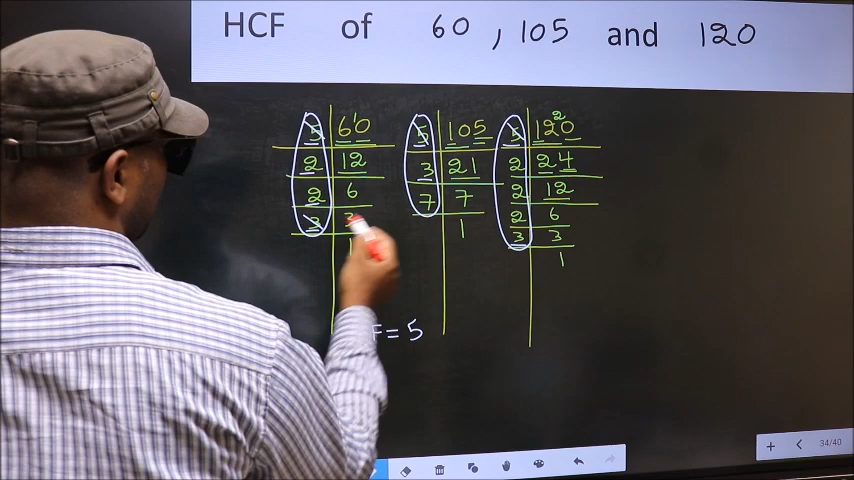 HCF of 60 , 105 and 120
5 60 5 105 5 120
2 12 3 21 2 24
2 6 7 7 2 12
3 3 1 2 6
1 3 3
1
F = 5
34/40